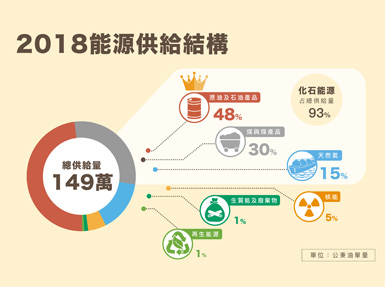 2018能源供給結構
原油及石油產品
48%
化石能源
占總供給量
93%
煤與煤產品
30%
天然氣
15%
總供給量
149萬
核能
5%
生質能及廢棄物
1%
再生能源
1%
單位：公秉油當量